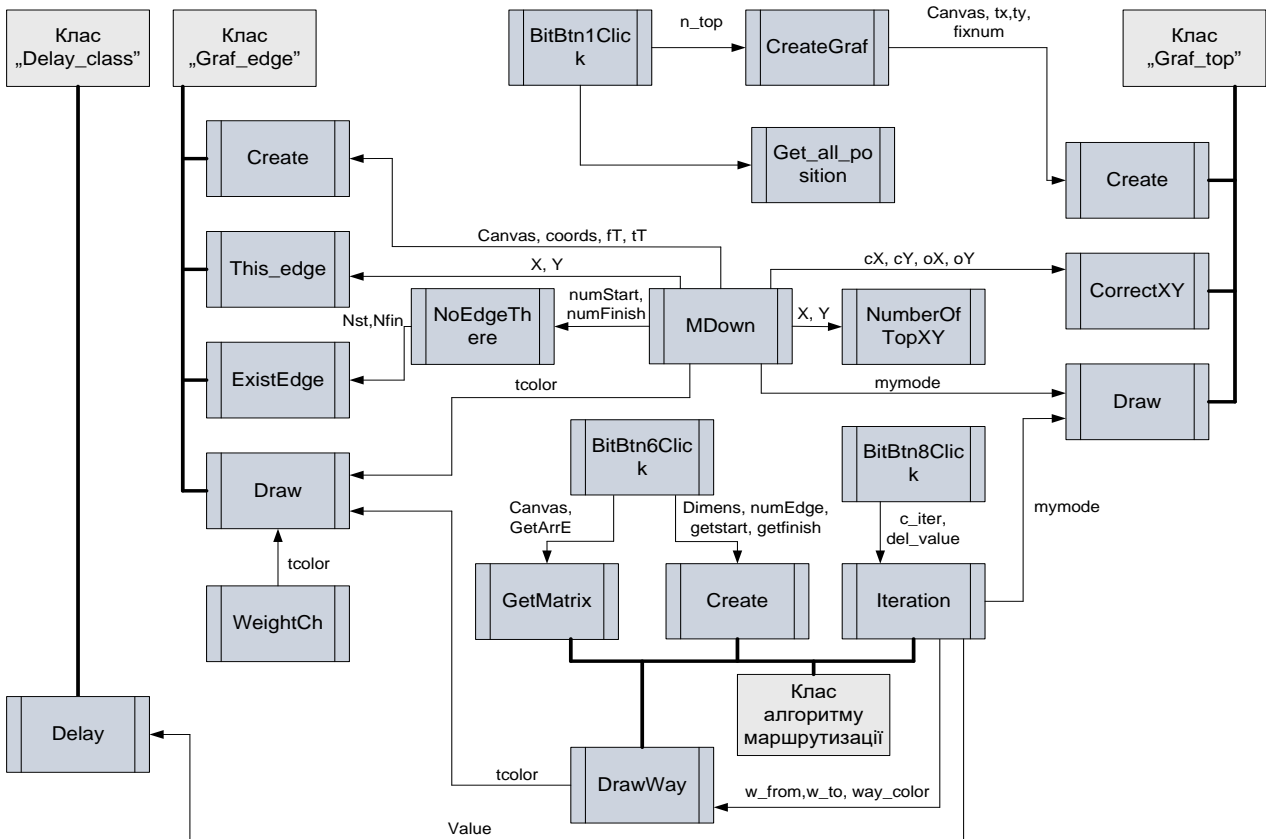 Клас
„Delay_class”
Клас
„Graf_edge”
BitBtn1Clic
k
n_top
CreateGraf
Canvas, tx,ty,
fixnum
Клас
„Graf_top”
Create
Get_all_po
sition
Create
Canvas, coords, fT, tT
This_edge
X, Y
cX, cY, oX, oY
CorrectXY
Nst,Nfin
NoEdgeTh
ere
numStart,
numFinish
MDown
X, Y
NumberOf
TopXY
ExistEdge
tcolor
mymode
Draw
BitBtn6Clic
k
BitBtn8Clic
k
Draw
Canvas,
GetArrE
Dimens, numEdge,
getstart, getfinish
c_iter,
del_value
mymode
tcolor
WeightCh
GetMatrix
Create
Iteration
Клас
алгоритму
маршрутизації
Delay
tcolor
DrawWay
w_from,w_to, way_color
Value